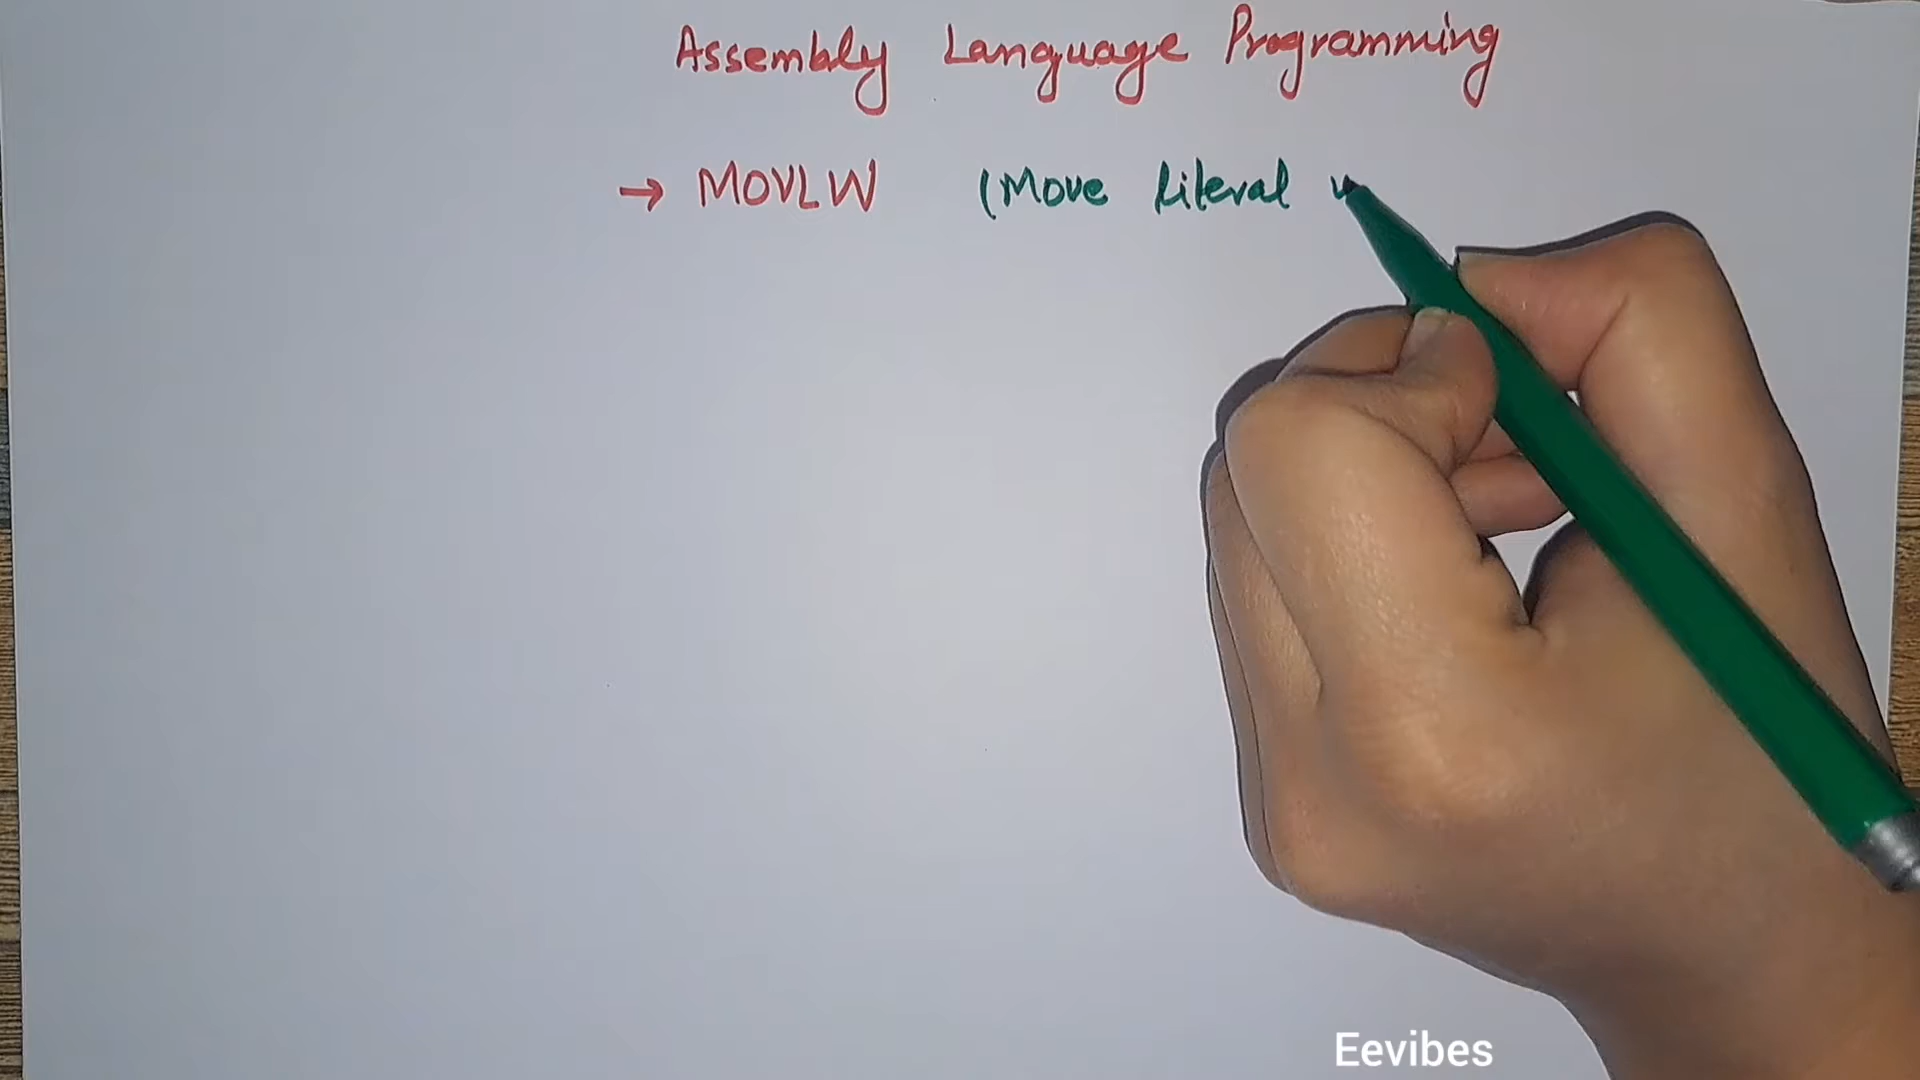 Assembly Language Programming
→ MOVLW (Move literal
Eevibes